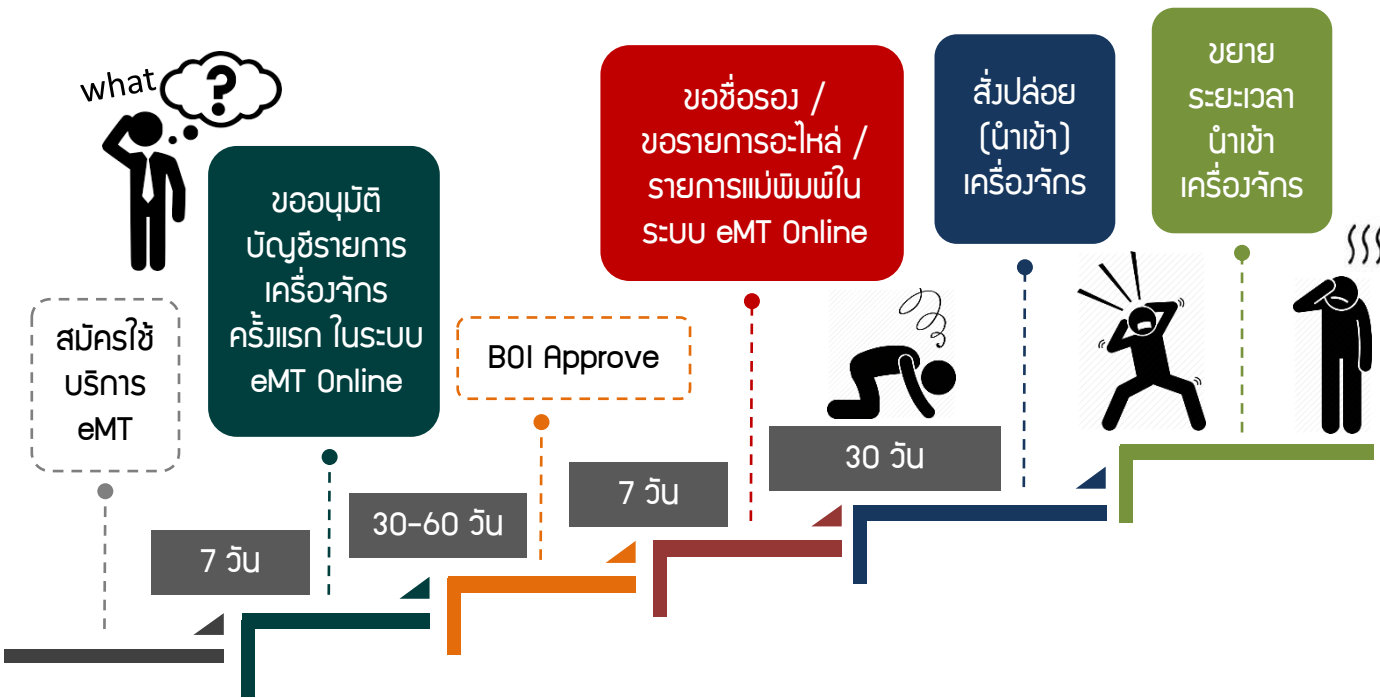 what
?
สมัครใช้
บริการ
eMT
7 วัน
ขออนุมัติ
บัญชีรายการ
เครื่องจักร
ครั้งแรก ในระบบ
eMT Online
30-60 วัน
BOI Approve
7 วัน
ขอชื่อรอง /
ขอรายการอะไหล่ /
รายการแม่พิมพ์ใน
ระบบ eMT Online
30 วัน
สั่งปล่อย
(นำเข้า)
เครื่องจักร
ขยาย
ระยะเวลา
นำเข้า
เครื่องจักร